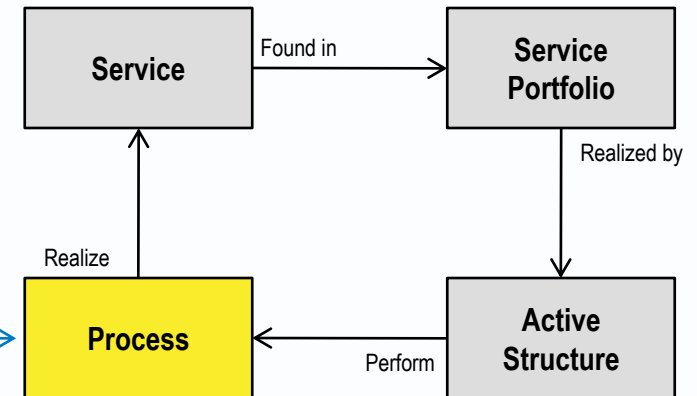 Service
Found in
Service
Portfolio
Realized by
Realize
Process
Perform
Active
Structure